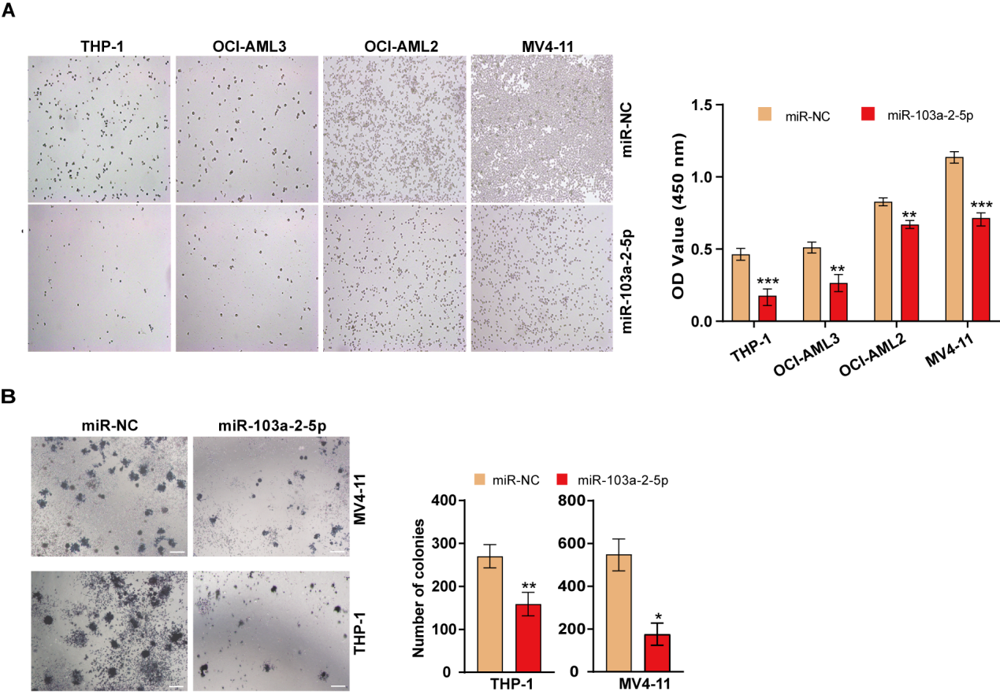 A
THP-1 OCI-AML3 OCI-AML2 MV4-11
miR-NC
miR-103a-2-5p
miR-NC miR-103a-2-5p
OD Value (450 nm)
1.5
1.0
0.5
0.0
***
**
**
***
THP-1 OCI-AML3 OCI-AML2 MV4-11
B
miR-NC miR-103a-2-5p
MV4-11
THP-1
miR-NC miR-103a-2-5p
Number of colonies
400
300
200
100
0
**
THP-1
800
600
400
200
0
*
MV4-11